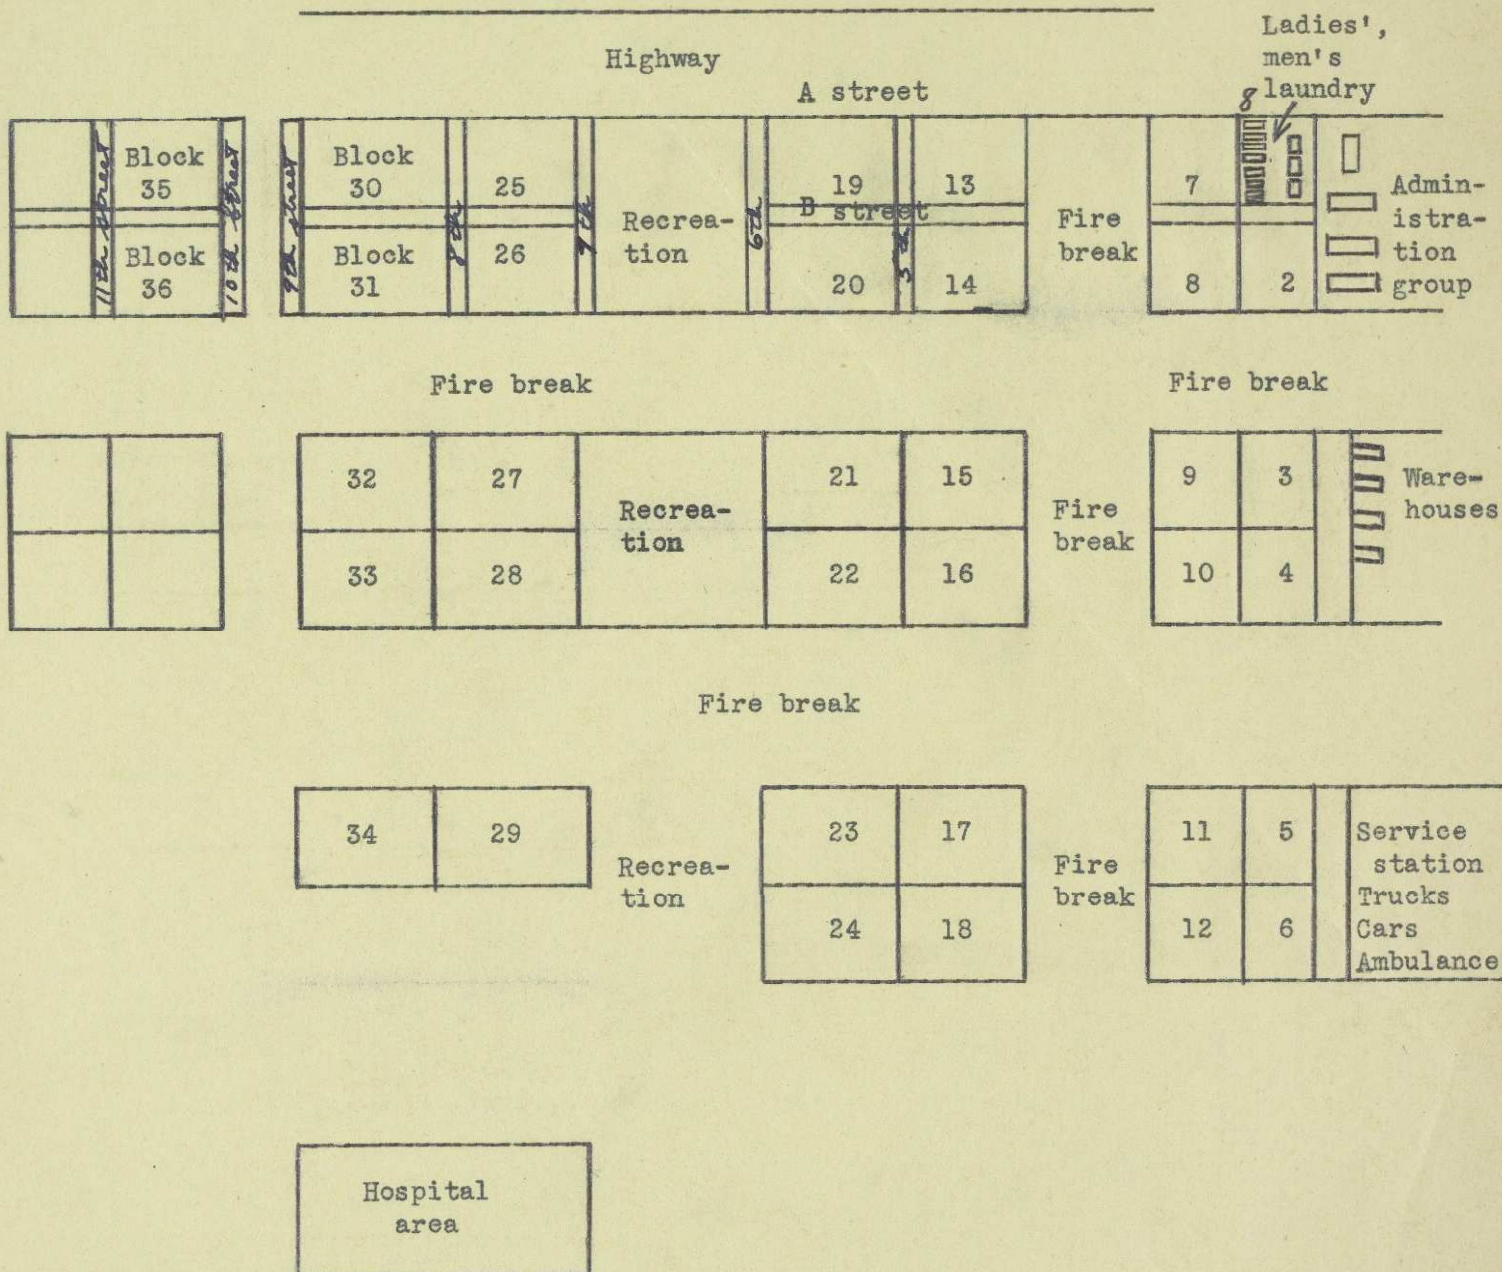 Ladies',
men's
laundry
8
Highway
A street
11th street
Block
35
Block
36
10th Street
9th street
Block
30
Block
31
8th
25
26
7th
Recrea-
tion
6th
19
B street
20
5th
13
14
Fire
break
7
8
2
Admin-
istra-
tion
group
Fire break
Fire break
32
27
33
28
Recrea-
tion
21
15
22
16
Fire
break
9
3
10
4
Ware-
houses
Fire break
34
29
Recrea-
tion
23
17
24
18
Fire
break
11
5
12
6
Service
station
Trucks
Cars
Ambulance
Hospital
area